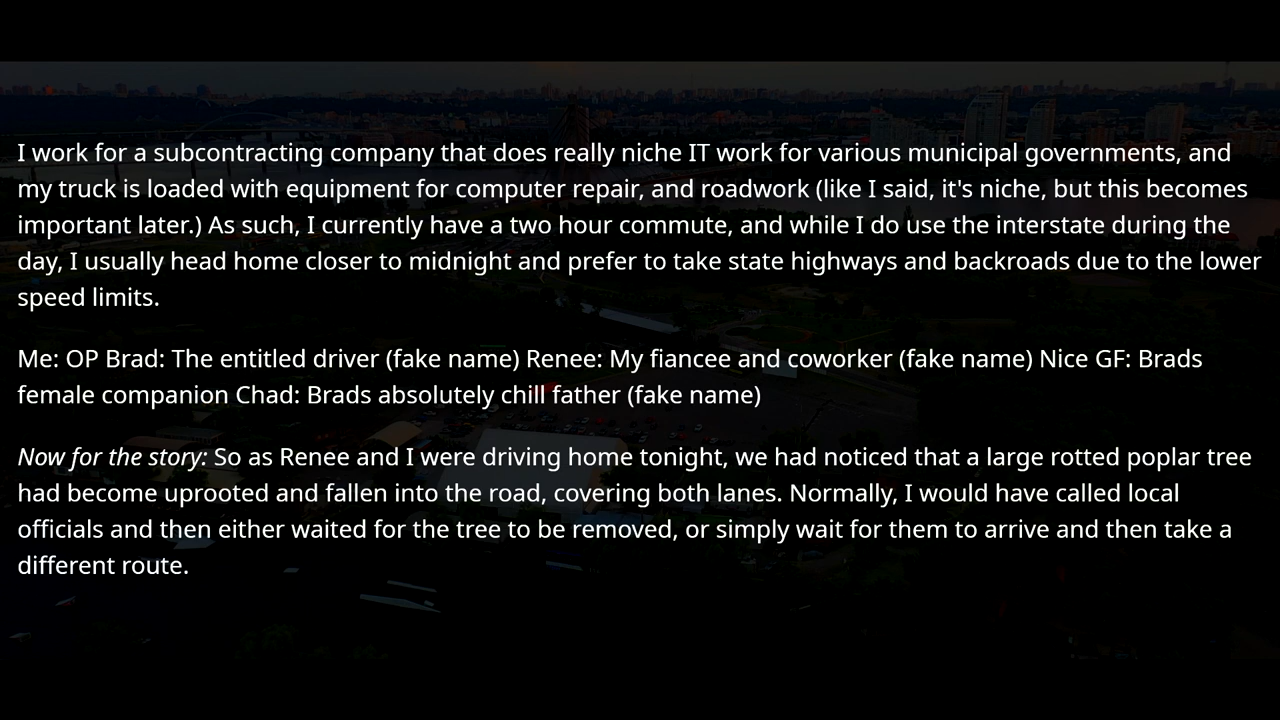 I work for a subcontracting company that does really niche IT work for various municipal governments, and
my truck is loaded with equipment for computer repair, and roadwork (like I said, it's niche, but this becomes
important later.) As such, I currently have a two hour commute, and while I do use the interstate during the
day, I usually head home closer to midnight and prefer to take state highways and backroads due to the lower
speed limits.
Me: OP Brad: The entitled driver (fake name) Renee: My fiancee and coworker (fake name) Nice GF: Brads
female companion Chad: Brads absolutely chill father (fake name)
Now for the story: So as Renee and I were driving home tonight, we had noticed that a large rotted poplar tree
had become uprooted and fallen into the road, covering both lanes. Normally, I would have called local
officials and then either waited for the tree to be removed, or simply wait for them to arrive and then take a
different route.